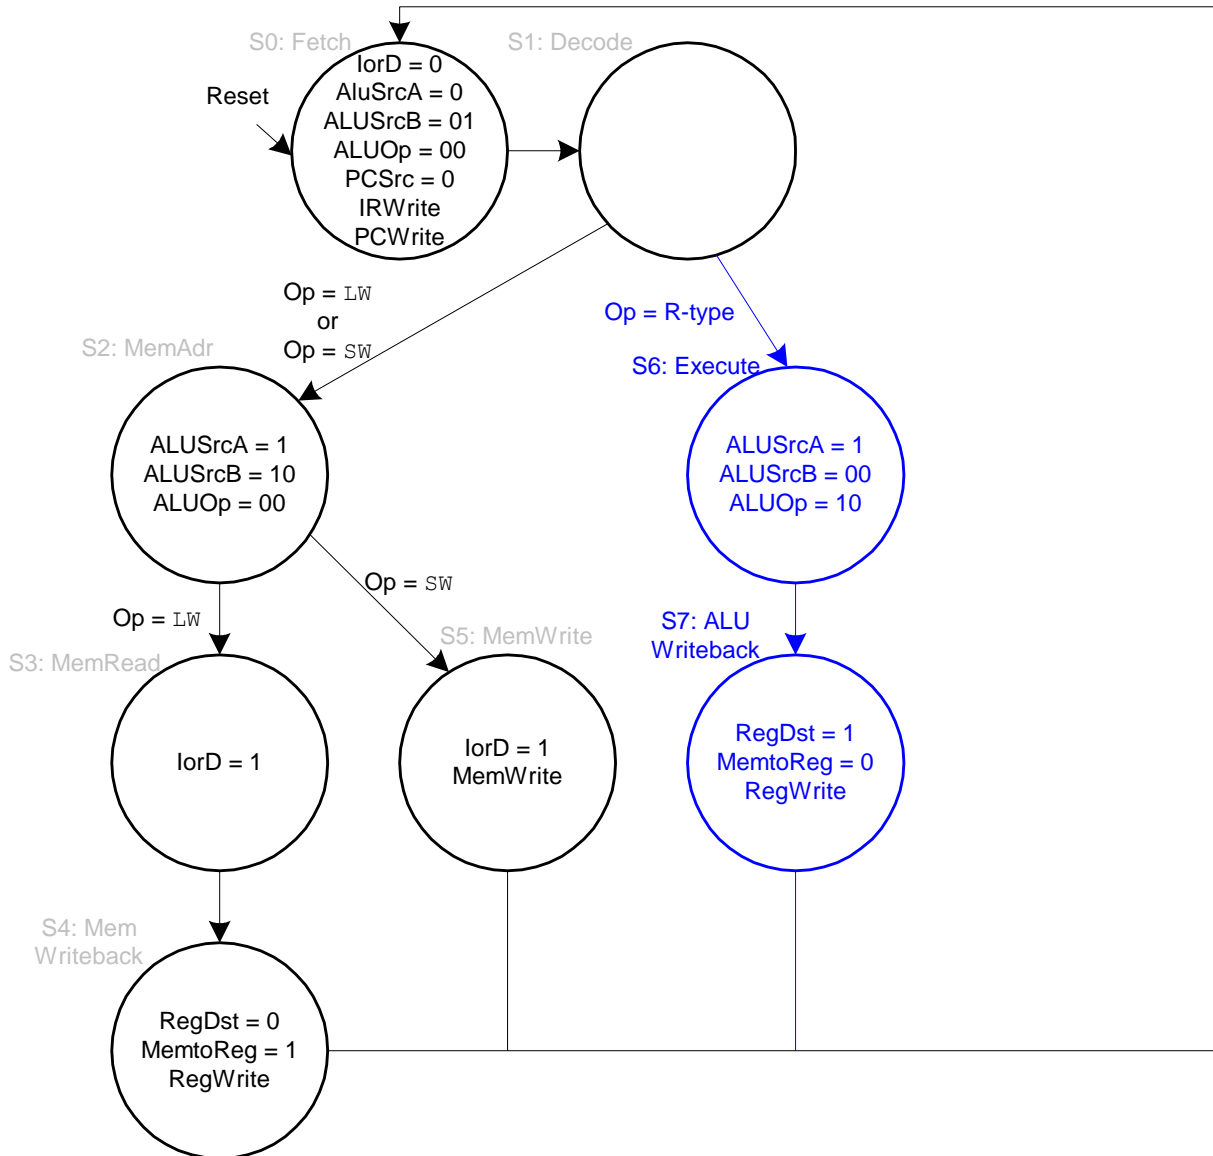 S0: Fetch
S1: Decode
Reset
IorD = 0
AluSrcA = 0
ALUSrcB = 01
ALUOp = 00
PCSrc = 0
IRWrite
PCWrite
Op = LW
or
Op = SW
Op = R-type
S2: MemAdr
S6: Execute
ALUSrcA = 1
ALUSrcB = 10
ALUOp = 00
ALUSrcA = 1
ALUSrcB = 00
ALUOp = 10
Op = LW
Op = SW
S3: MemRead
S5: MemWrite
S7: ALU
Writeback
IorD = 1
IorD = 1
MemWrite
RegDst = 1
MemtoReg = 0
RegWrite
S4: Mem
Writeback
RegDst = 0
MemtoReg = 1
RegWrite